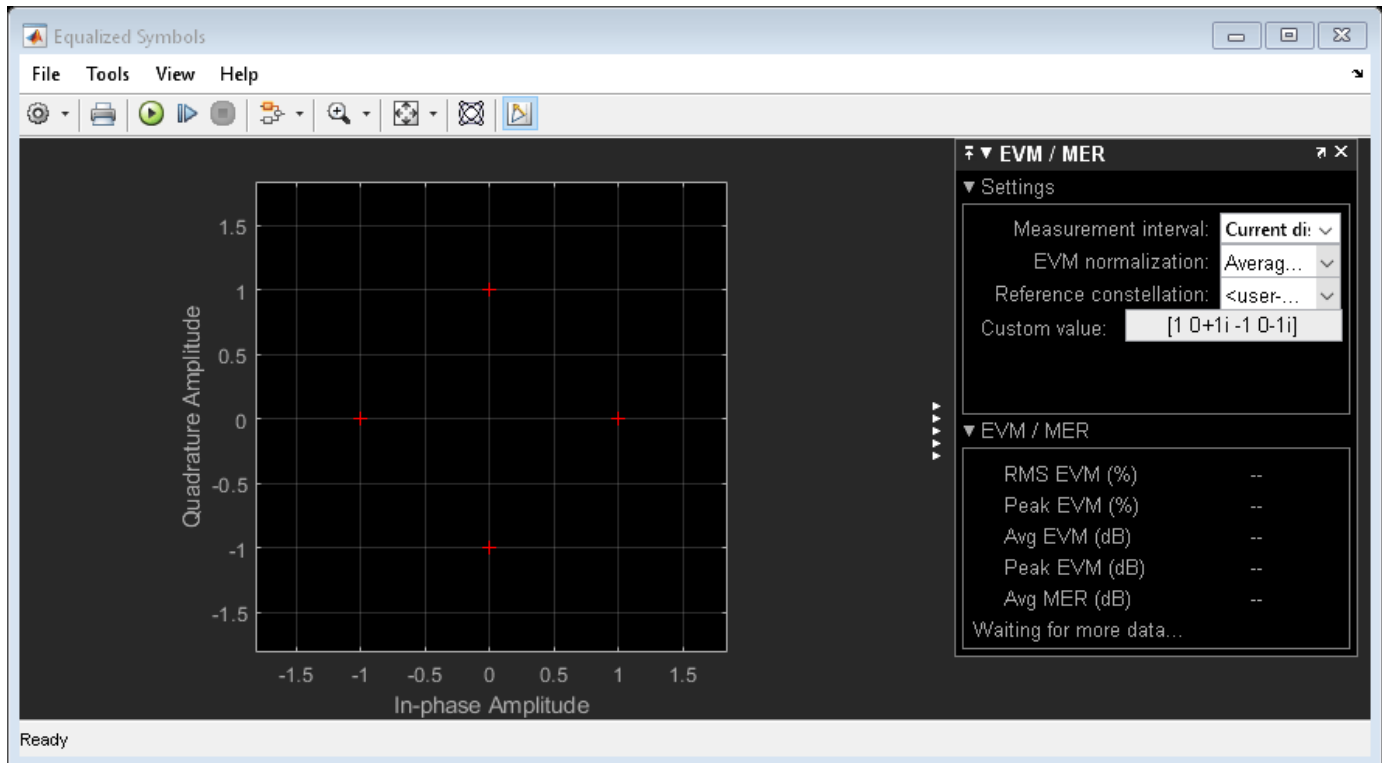 Equalized Symbols
File Tools View Help
EVM / MER
Settings
Measurement interval: Current di:
EVM normalization: Averag...
Reference constellation: <user-...
Custom value: [1 0+1i -1 0-1i]
EVM / MER
RMS EVM (%) --
Peak EVM (%) --
Avg EVM (dB) --
Peak EVM (dB) --
Avg MER (dB) --
Waiting for more data...
Quadrature Amplitude
1.5
1
0.5
0
-0.5
-1
-1.5
-1.5 -1 -0.5 0 0.5 1 1.5
In-phase Amplitude
Ready